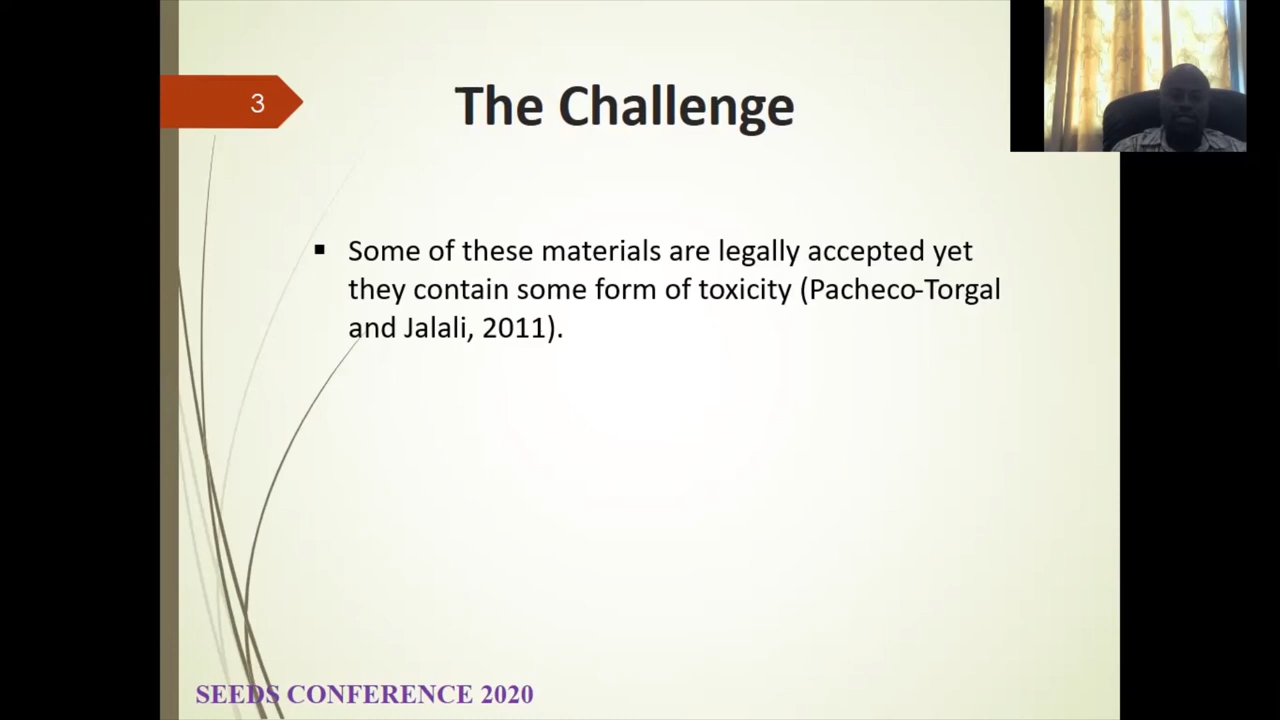 3
The Challenge
▪ Some of these materials are legally accepted yet
they contain some form of toxicity (Pacheco-Torgal
and Jalali, 2011).
SEEDS CONFERENCE 2020